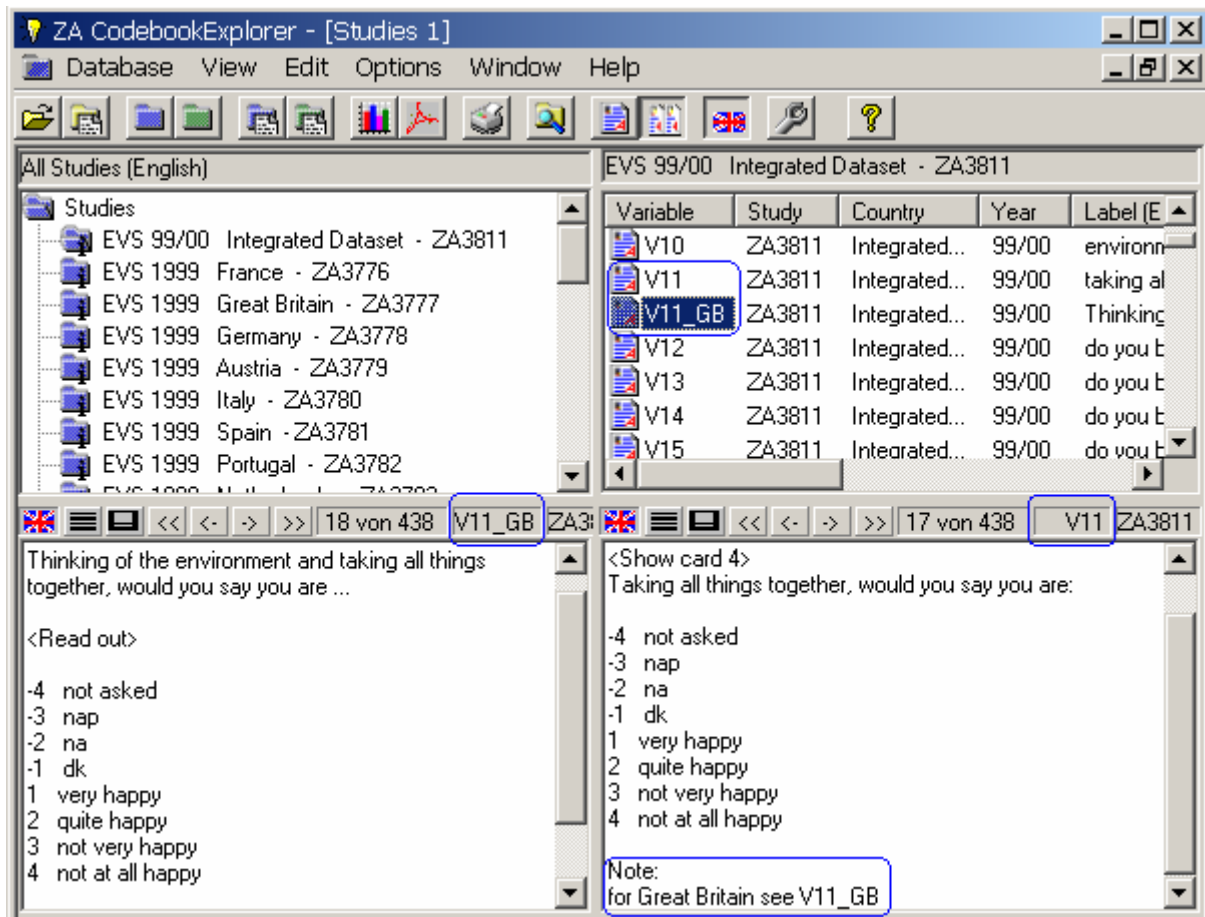 ZA CodebookExplorer - [Studies 1]
Database View Edit Options Window Help
All Studies (English)
Studies
EVS 99/00 Integrated Dataset - ZA3811
EVS 1999 France - ZA3776
EVS 1999 Great Britain - ZA3777
EVS 1999 Germany - ZA3778
EVS 1999 Austria - ZA3779
EVS 1999 Italy - ZA3780
EVS 1999 Spain - ZA3781
EVS 1999 Portugal - ZA3782
EVS 99/00 Integrated Dataset - ZA3811
Variable Study Country Year Label (E
V10 ZA3811 Integrated... 99/00 environm
V11 ZA3811 Integrated... 99/00 taking al
V11_GB ZA3811 Integrated... 99/00 Thinking
V12 ZA3811 Integrated... 99/00 do you b
V13 ZA3811 Integrated... 99/00 do you b
V14 ZA3811 Integrated... 99/00 do you b
V15 ZA3811 Integrated... 99/00 do you b
<< <- -> >> 18 von 438 V11_GB ZA3
Thinking of the environment and taking all things
together, would you say you are ...
<Read out>
-4 not asked
-3 nap
-2 na
-1 dk
1 very happy
2 quite happy
3 not very happy
4 not at all happy
<< <- -> >> 17 von 438 V11 ZA3811
<Show card 4>
Taking all things together, would you say you are:
-4 not asked
-3 nap
-2 na
-1 dk
1 very happy
2 quite happy
3 not very happy
4 not at all happy
Note:
for Great Britain see V11_GB